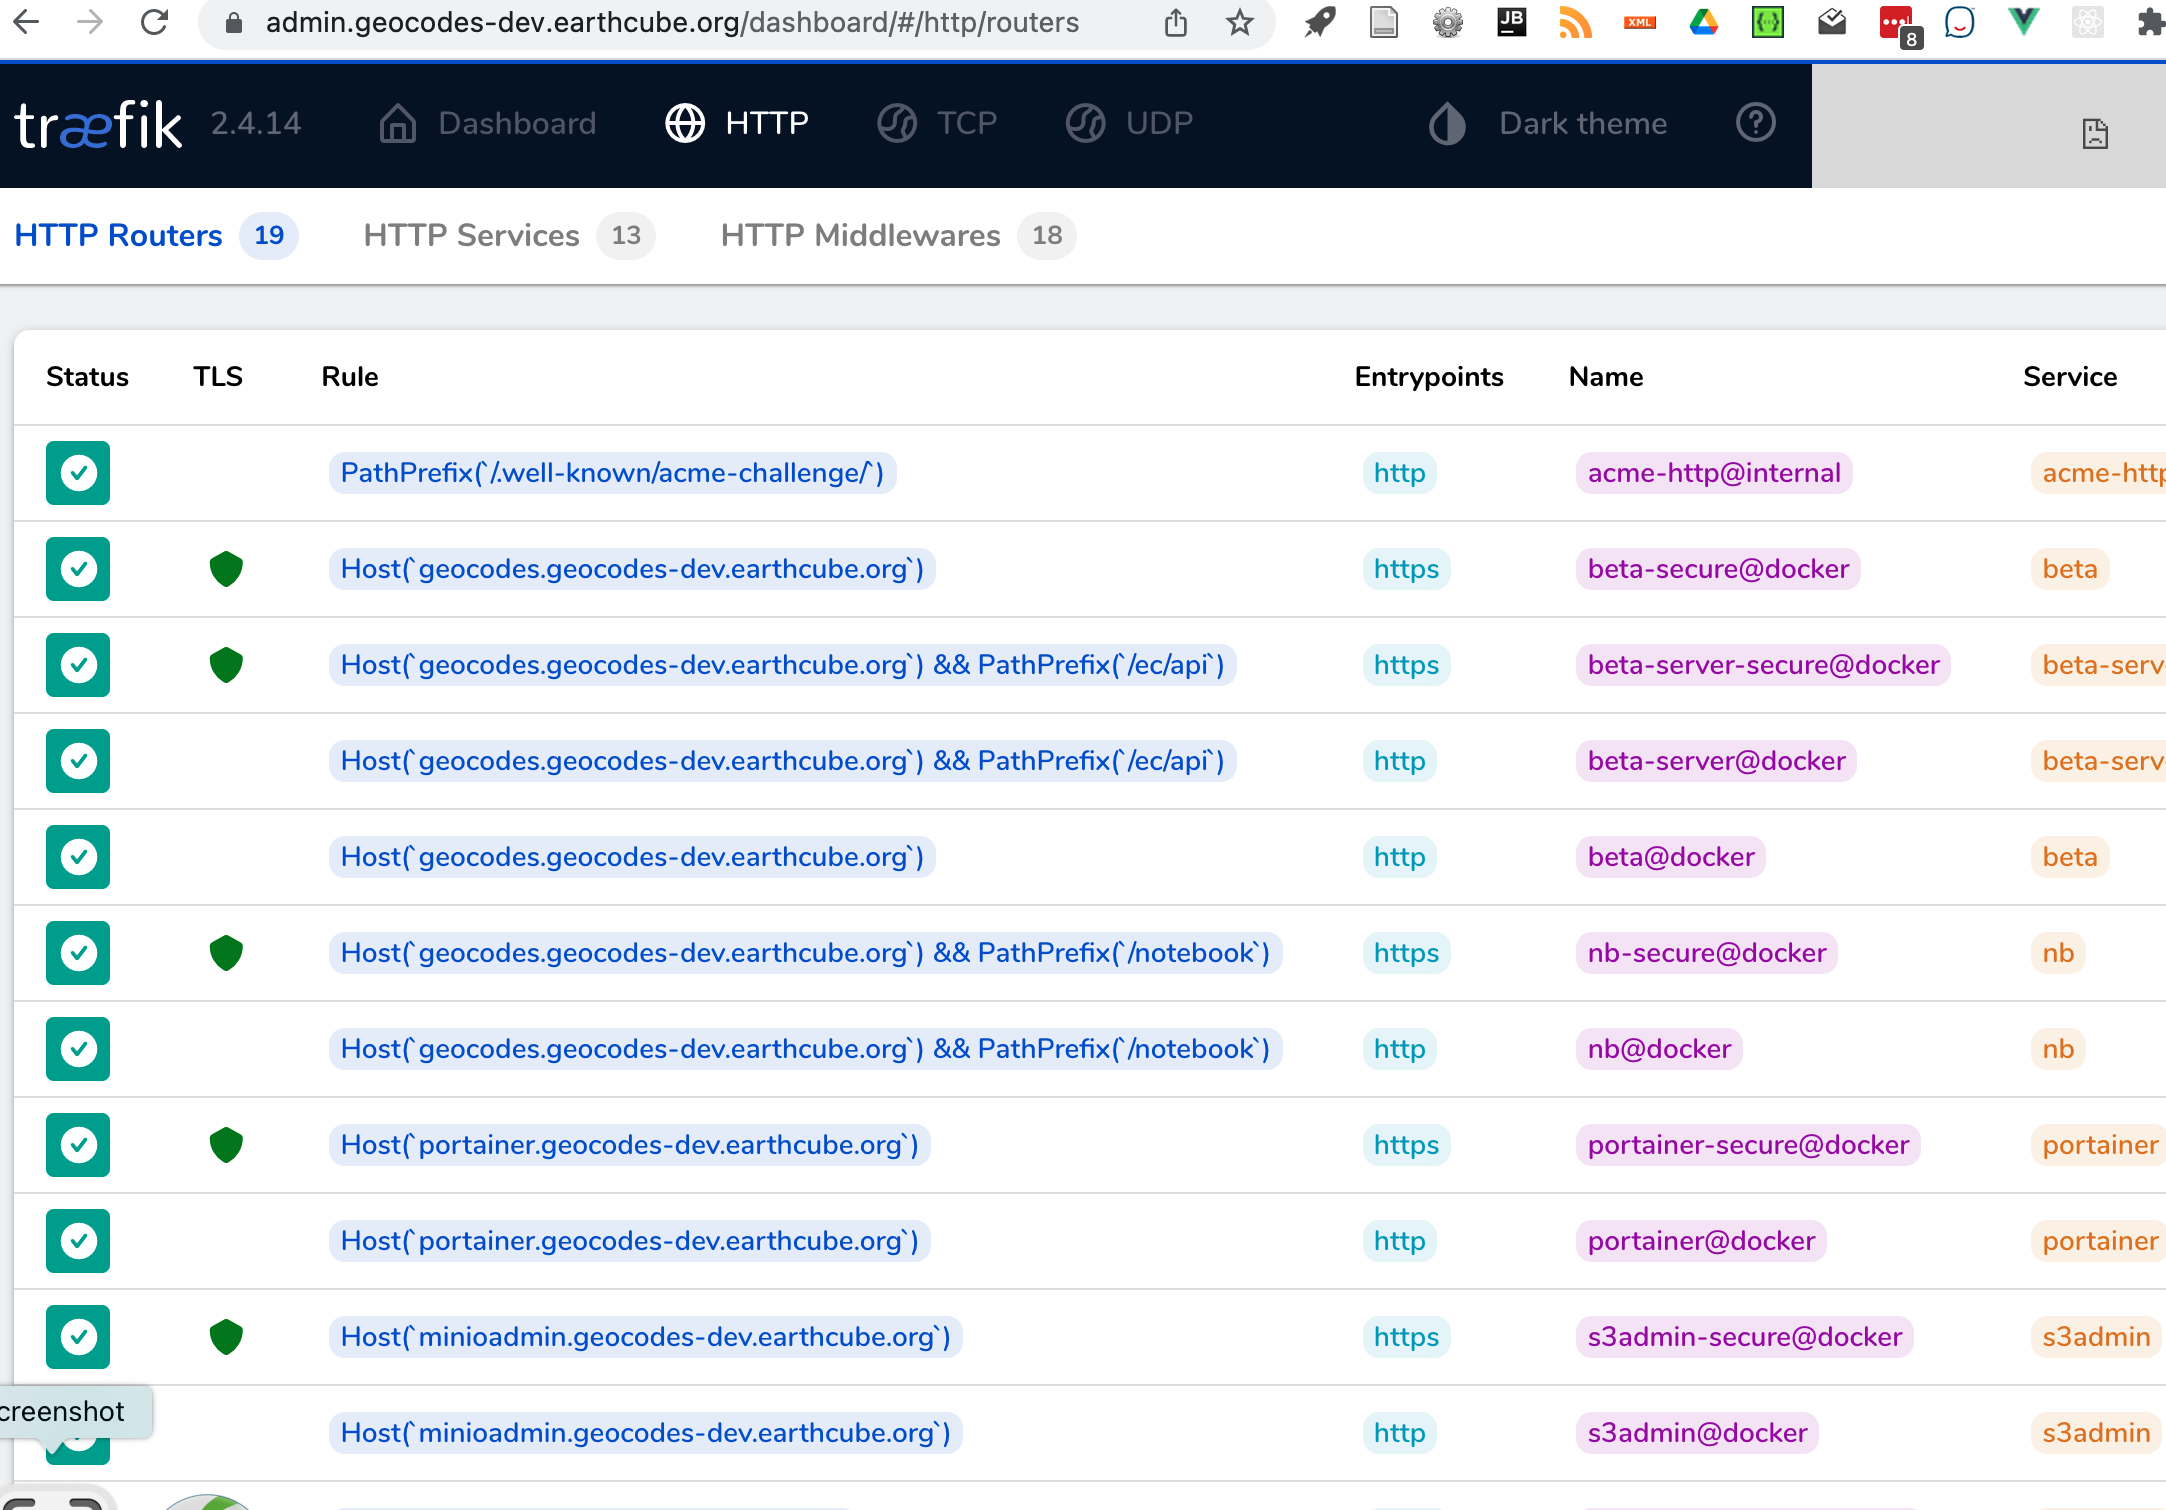 admin.geocodes-dev.earthcube.org/dashboard/#/http/routers
JB
XML
8
træfik 2.4.14 Dashboard HTTP TCP UDP Dark theme
HTTP Routers 19 HTTP Services 13 HTTP Middlewares 18
Status TLS Rule Entrypoints Name Service
PathPrefix(`/.well-known/acme-challenge/`) http acme-http@internal acme-http
Host(`geocodes.geocodes-dev.earthcube.org`) https beta-secure@docker beta
Host(`geocodes.geocodes-dev.earthcube.org`) && PathPrefix(`/ec/api`) https beta-server-secure@docker beta-serv
Host(`geocodes.geocodes-dev.earthcube.org`) && PathPrefix(`/ec/api`) http beta-server@docker beta-serv
Host(`geocodes.geocodes-dev.earthcube.org`) http beta@docker beta
Host(`geocodes.geocodes-dev.earthcube.org`) && PathPrefix(`/notebook`) https nb-secure@docker nb
Host(`geocodes.geocodes-dev.earthcube.org`) && PathPrefix(`/notebook`) http nb@docker nb
Host(`portainer.geocodes-dev.earthcube.org`) https portainer-secure@docker portainer
Host(`portainer.geocodes-dev.earthcube.org`) http portainer@docker portainer
Host(`minioadmin.geocodes-dev.earthcube.org`) https s3admin-secure@docker s3admin
creenshot
Host(`minioadmin.geocodes-dev.earthcube.org`) http s3admin@docker s3admin